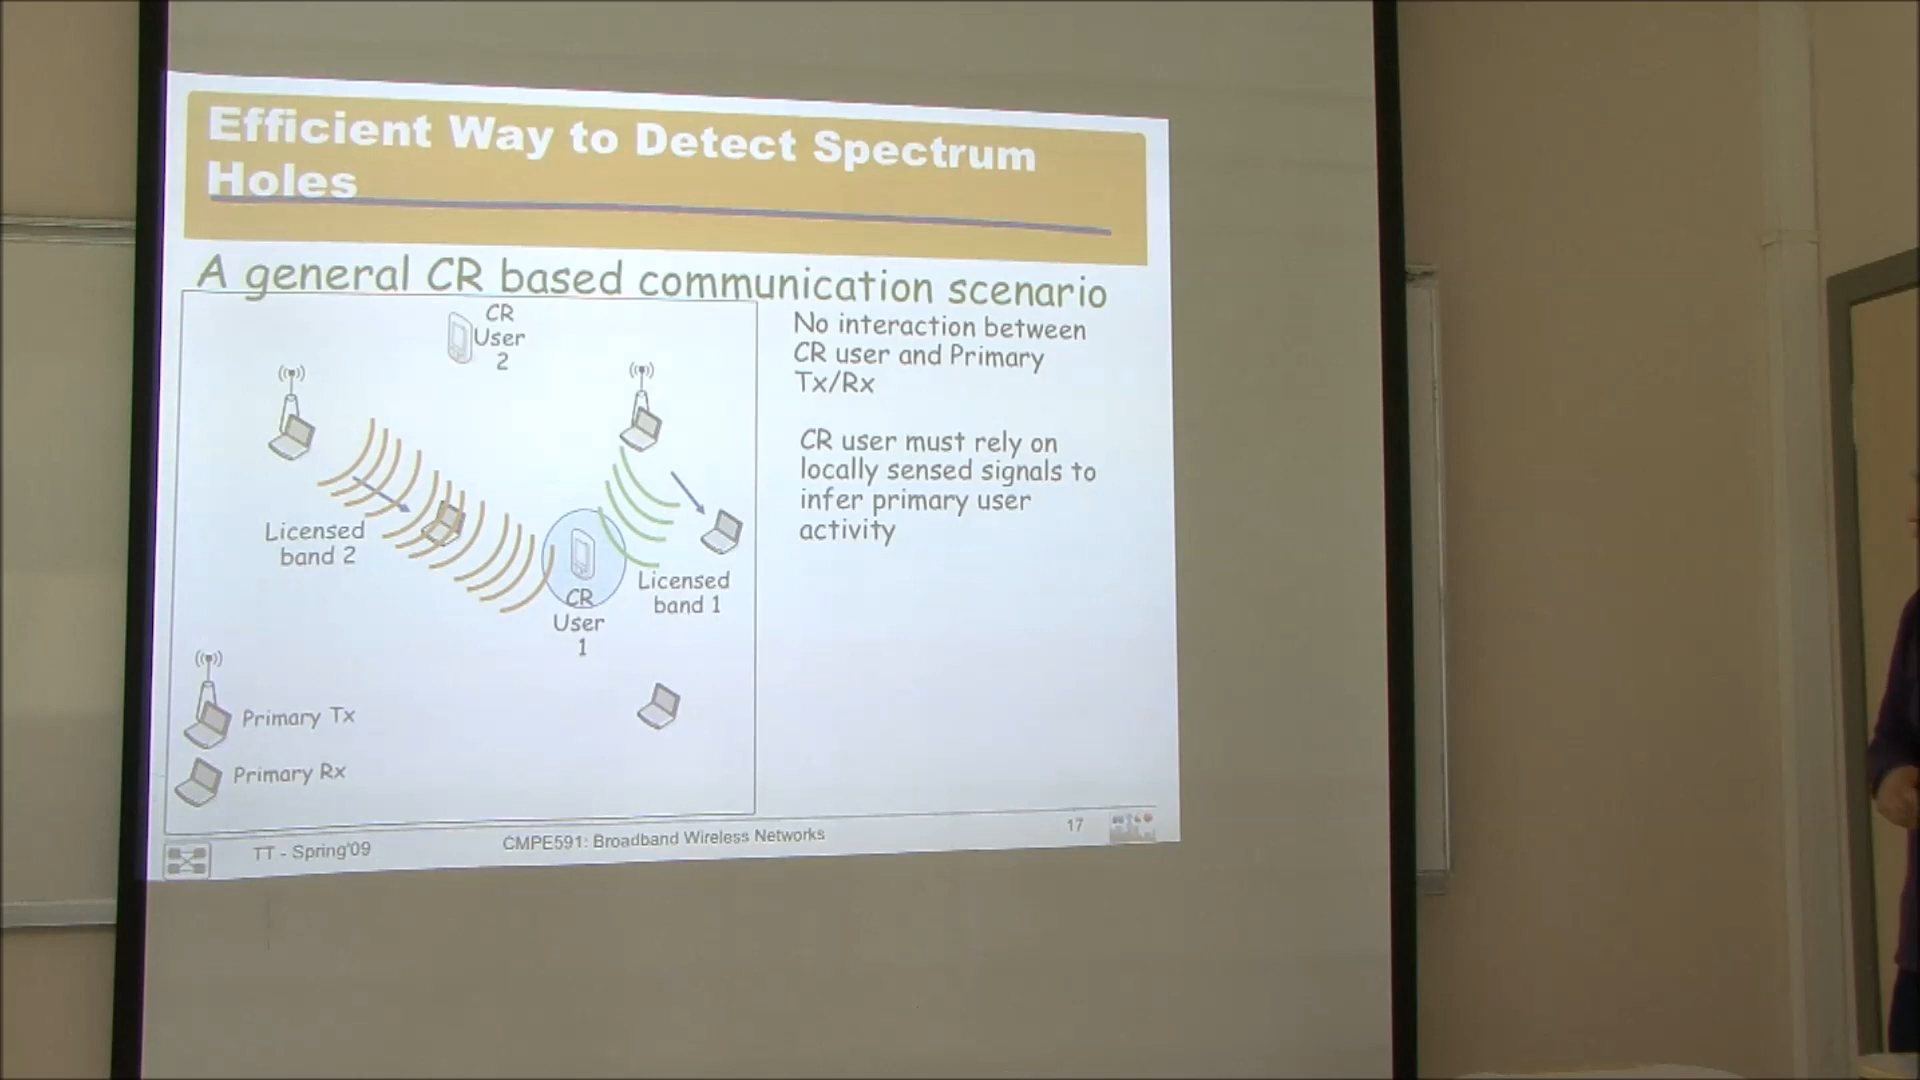 Efficient Way to Detect Spectrum
Holes
A general CR based communication scenario
CR
User
2
No interaction between
CR user and Primary
Tx/Rx
CR user must rely on
locally sensed signals to
infer primary user
activity
Licensed
band 2
Licensed
band 1
CR
User
1
Primary Tx
Primary Rx
TT - Spring'09
CMPE591: Broadband Wireless Networks
17